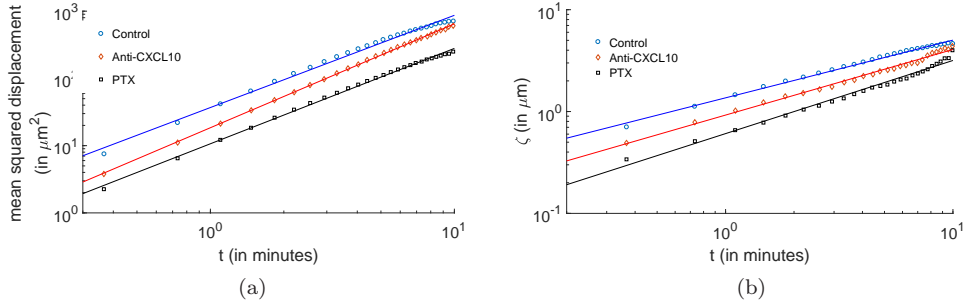 mean squared displacement
(in μm²)
10³
10²
10¹
10⁰
Control
Anti-CXCL10
PTX
10⁰
10¹
t (in minutes)
(a)
ζ (in μm)
10¹
10⁰
10⁻¹
Control
Anti-CXCL10
PTX
10⁰
10¹
t (in minutes)
(b)